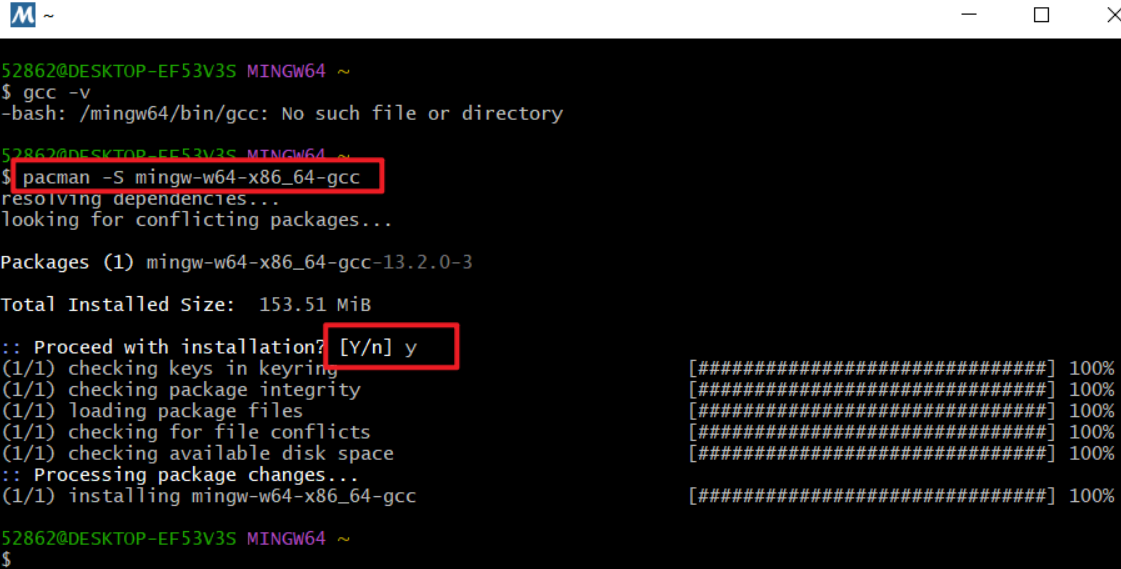 M ~
52862@DESKTOP-EF53V3S MINGW64 ~
$ gcc -v
-bash: /mingw64/bin/gcc: No such file or directory
52862@DESKTOP-EF53V3S MINGW64 ~
$ pacman -S mingw-w64-x86_64-gcc
resolving dependencies...
looking for conflicting packages...
Packages (1) mingw-w64-x86_64-gcc-13.2.0-3
Total Installed Size:  153.51 MiB
:: Proceed with installation? [Y/n] y
(1/1) checking keys in keyring [##############################] 100%
(1/1) checking package integrity [##############################] 100%
(1/1) loading package files [##############################] 100%
(1/1) checking for file conflicts [##############################] 100%
(1/1) checking available disk space [##############################] 100%
:: Processing package changes...
(1/1) installing mingw-w64-x86_64-gcc [##############################] 100%
52862@DESKTOP-EF53V3S MINGW64 ~
$